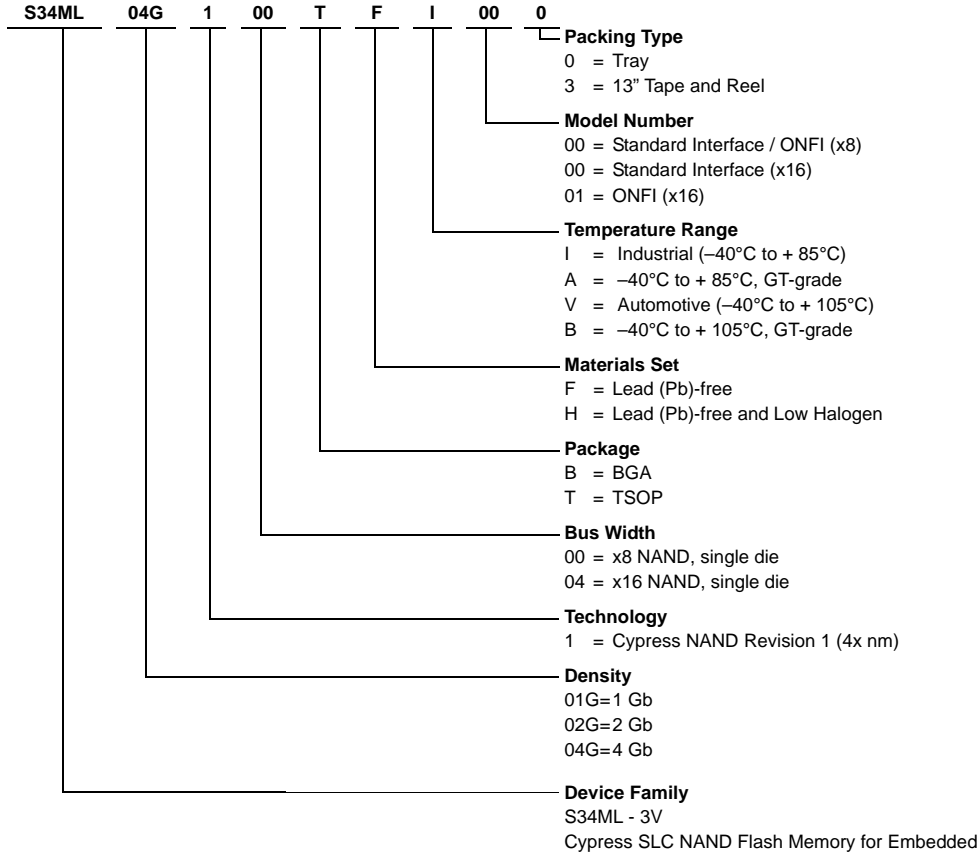 S34ML 04G 1 00 T F I 00 0
Packing Type
0 = Tray
3 = 13” Tape and Reel
Model Number
00 = Standard Interface / ONFI (x8)
00 = Standard Interface (x16)
01 = ONFI (x16)
Temperature Range
I = Industrial (–40°C to + 85°C)
A = –40°C to + 85°C, GT-grade
V = Automotive (–40°C to + 105°C)
B = –40°C to + 105°C, GT-grade
Materials Set
F = Lead (Pb)-free
H = Lead (Pb)-free and Low Halogen
Package
B = BGA
T = TSOP
Bus Width
00 = x8 NAND, single die
04 = x16 NAND, single die
Technology
1 = Cypress NAND Revision 1 (4x nm)
Density
01G=1 Gb
02G=2 Gb
04G=4 Gb
Device Family
S34ML - 3V
Cypress SLC NAND Flash Memory for Embedded